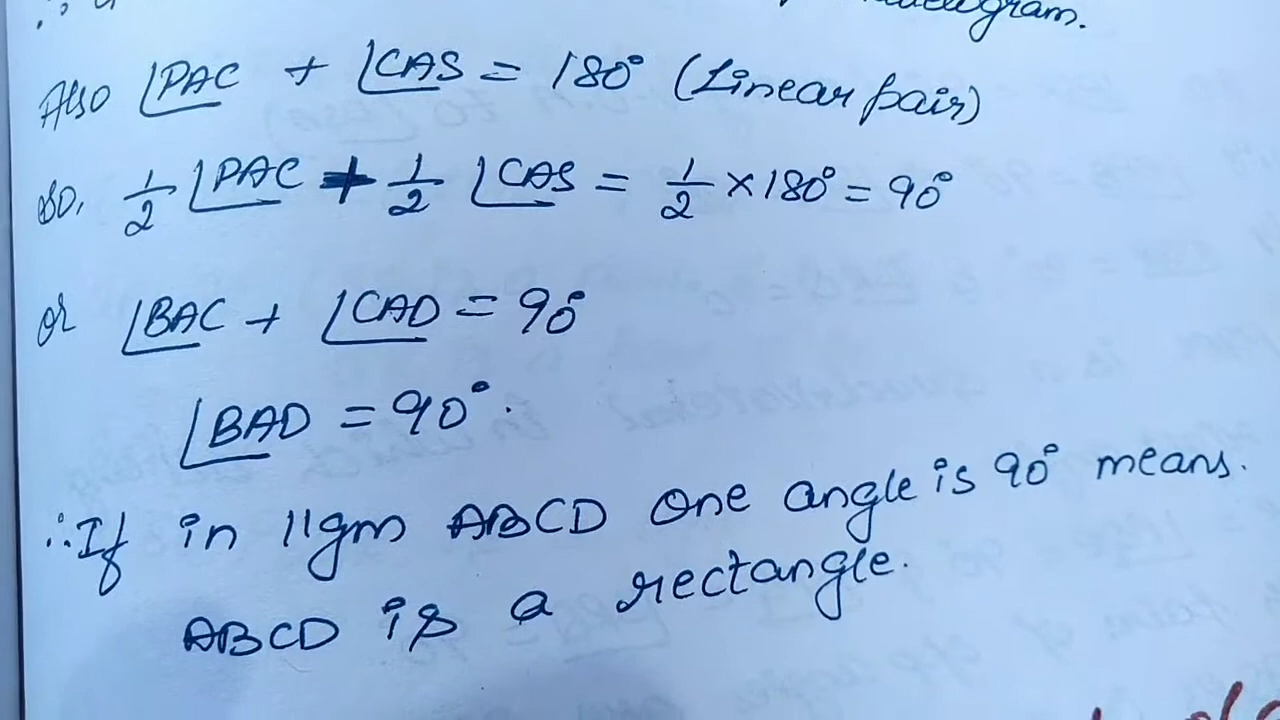 Also ∠PAC + ∠CAS = 180° (Linear pair)
so, 1/2 ∠PAC + 1/2 ∠CAS = 1/2 × 180° = 90°
or ∠BAC + ∠CAD = 90°
∠BAD = 90°.
∴ If in ||gm ABCD one angle is 90° means.
ABCD is a rectangle.